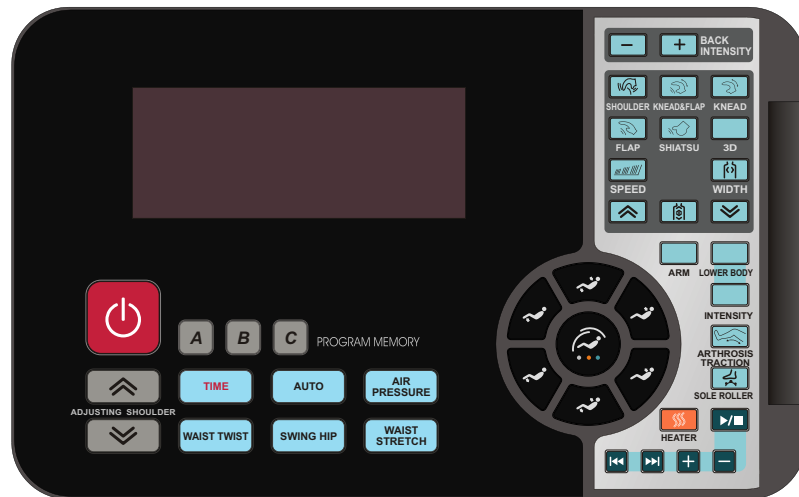 − + BACK
INTENSITY
SHOULDER KNEAD&FLAP KNEAD
FLAP SHIATSU 3D
SPEED WIDTH
ARM LOWER BODY
INTENSITY
ARTHROSIS
TRACTION
SOLE ROLLER
HEATER
+ −
A B C PROGRAM MEMORY
ADJUSTING SHOULDER
TIME AUTO AIR
PRESSURE
WAIST TWIST SWING HIP WAIST
STRETCH